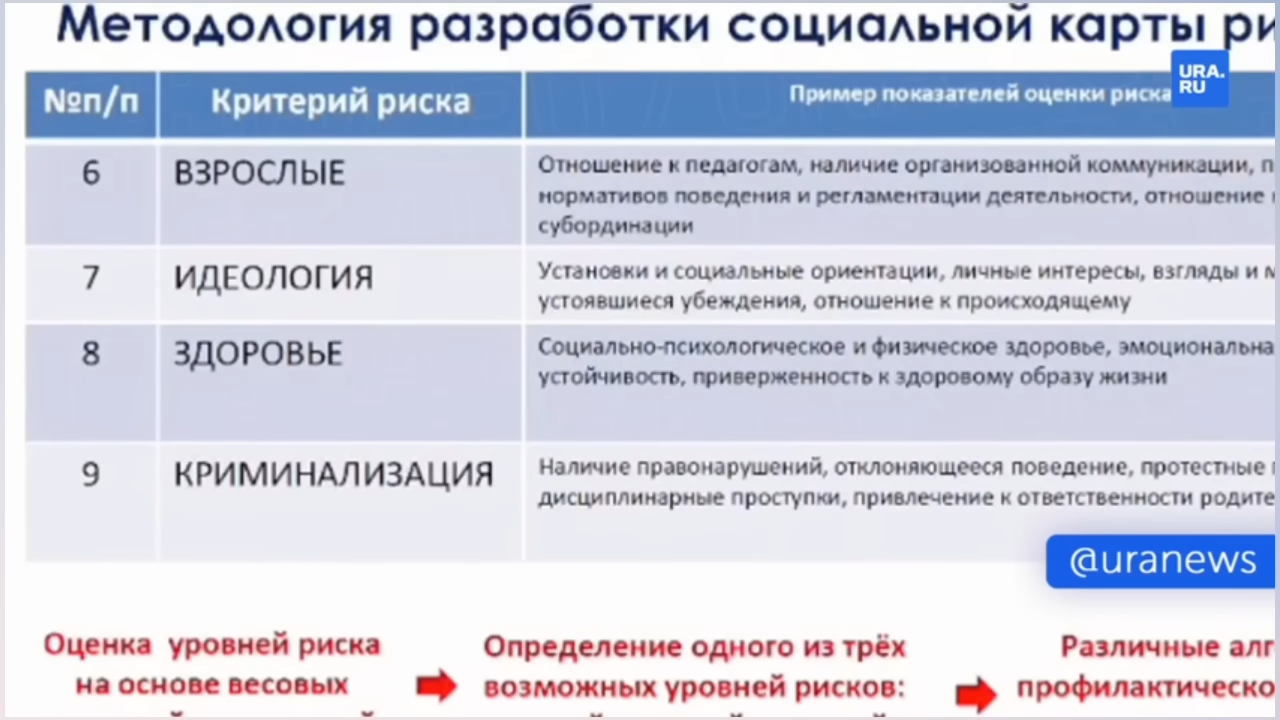 Методология разработки социальной карты ри
URA.
RU
№п/п
Критерий риска
Пример показателей оценки риска
6
ВЗРОСЛЫЕ
Отношение к педагогам, наличие организованной коммуникации, п
нормативов поведения и регламентации деятельности, отношение
субординации
7
ИДЕОЛОГИЯ
Установки и социальные ориентации, личные интересы, взгляды и м
устоявшиеся убеждения, отношение к происходящему
8
ЗДОРОВЬЕ
Социально-психологическое и физическое здоровье, эмоциональна
устойчивость, приверженность к здоровому образу жизни
9
КРИМИНАЛИЗАЦИЯ
Наличие правонарушений, отклоняющееся поведение, протестные
дисциплинарные проступки, привлечение к ответственности родите
@uranews
Оценка уровней риска
на основе весовых
Определение одного из трёх
возможных уровней рисков:
Различные алг
профилактическо